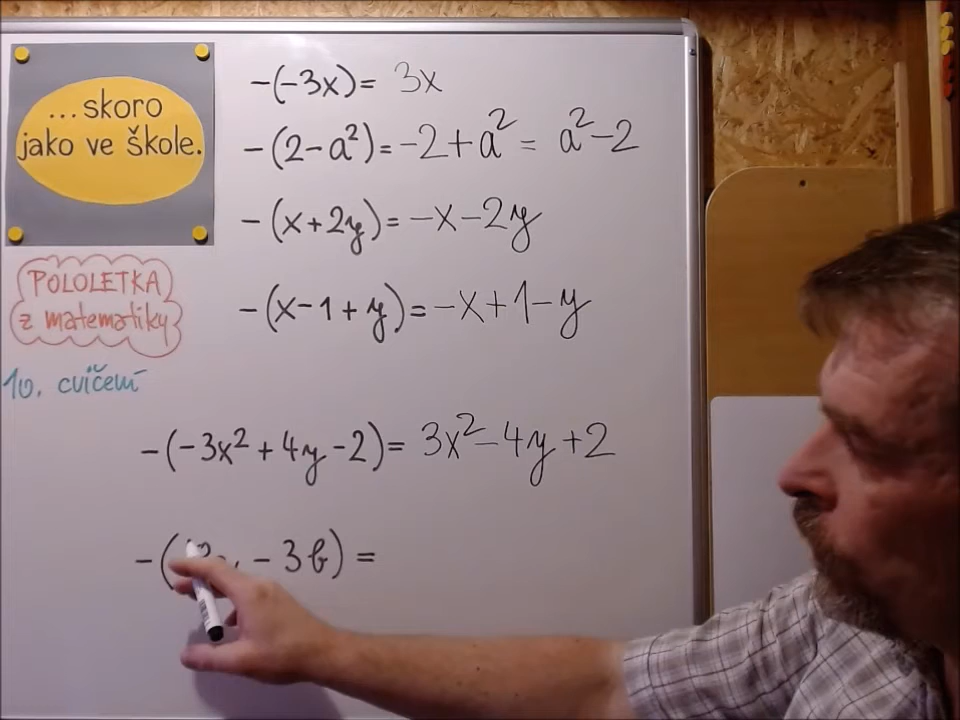 ...skoro
jako ve škole.
POLOLETKA
z matematiky
10. cvičení
-(-3x)= 3x
-(2-a²)=-2+a² = a²-2
-(x+2y)=-x-2y
-(x-1+y)=-x+1-y
-(-3x²+4y-2)= 3x²-4y+2
-( - 3b) =